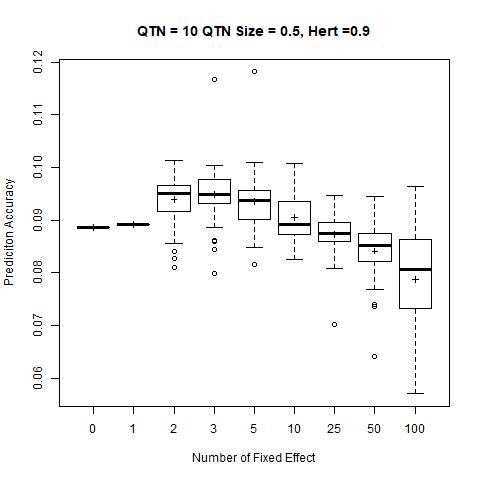 QTN = 10 QTN Size = 0.5, Hert =0.9
0.12
0.11
0.10
0.09
0.08
0.07
0.06
Prediciton Accuracy
0 1 2 3 5 10 25 50 100
Number of Fixed Effect